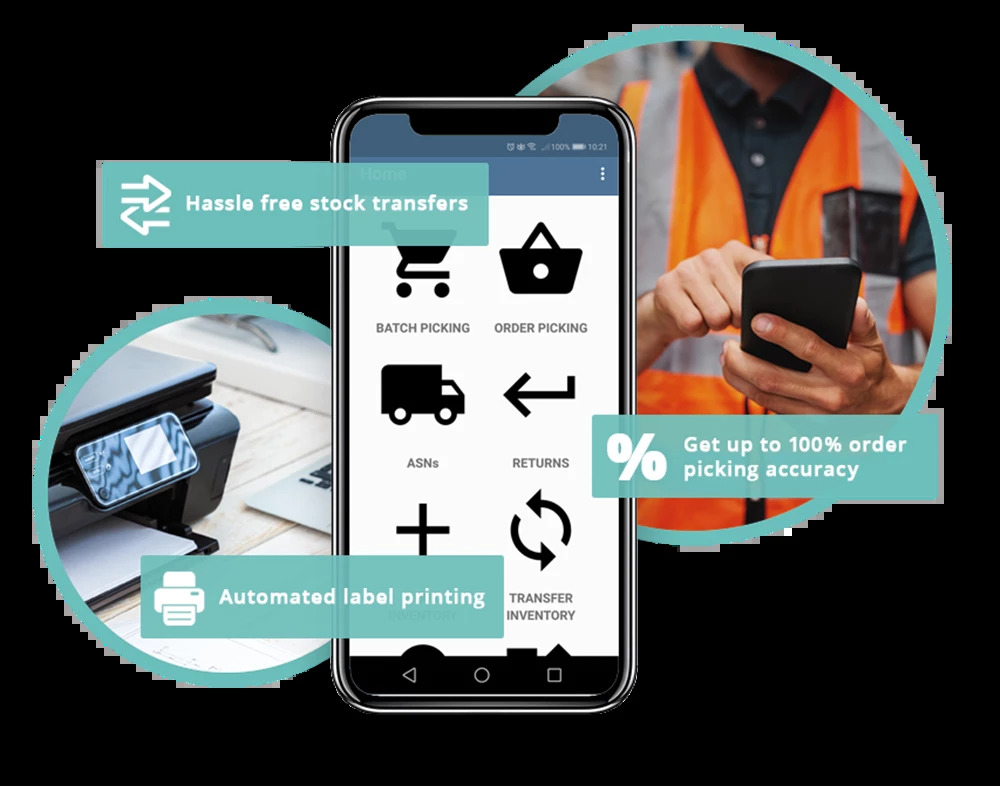 100% 10:21
Home
Hassle free stock transfers
BATCH PICKING
ORDER PICKING
ASNs
RETURNS
% Get up to 100% order
picking accuracy
Automated label printing
INVENTORY
TRANSFER
INVENTORY